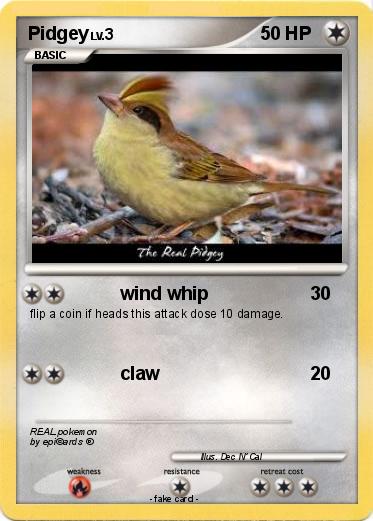 Pidgey LV.3 50 HP
BASIC
The Real Pidgey
wind whip 30
flip a coin if heads this attack dose 10 damage.
claw 20
REAL pokemon
by epi©ards ®
Illus. Dec 'N' Cal
weakness resistance retreat cost
- fake card -